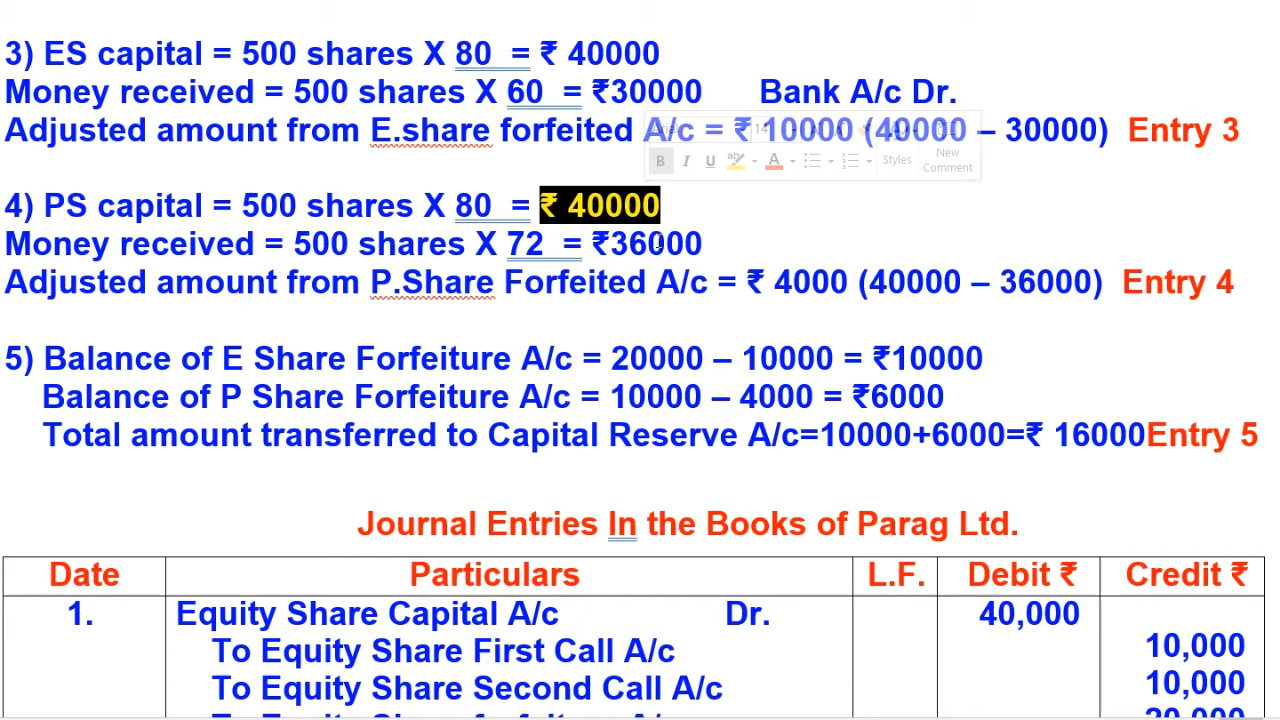 3) ES capital = 500 shares X 80 = ₹ 40000
Money received = 500 shares X 60 = ₹30000 Bank A/c Dr.
Adjusted amount from E.share forfeited A/c = ₹ 10000 (40000 – 30000) Entry 3
14
B I U ab A Styles New
Comment
4) PS capital = 500 shares X 80 = ₹ 40000
Money received = 500 shares X 72 = ₹36000
Adjusted amount from P.Share Forfeited A/c = ₹ 4000 (40000 – 36000) Entry 4
5) Balance of E Share Forfeiture A/c = 20000 – 10000 = ₹10000
Balance of P Share Forfeiture A/c = 10000 – 4000 = ₹6000
Total amount transferred to Capital Reserve A/c=10000+6000=₹ 16000Entry 5
Journal Entries In the Books of Parag Ltd.
Date Particulars L.F. Debit ₹ Credit ₹
1. Equity Share Capital A/c Dr. 40,000
To Equity Share First Call A/c 10,000
To Equity Share Second Call A/c 10,000